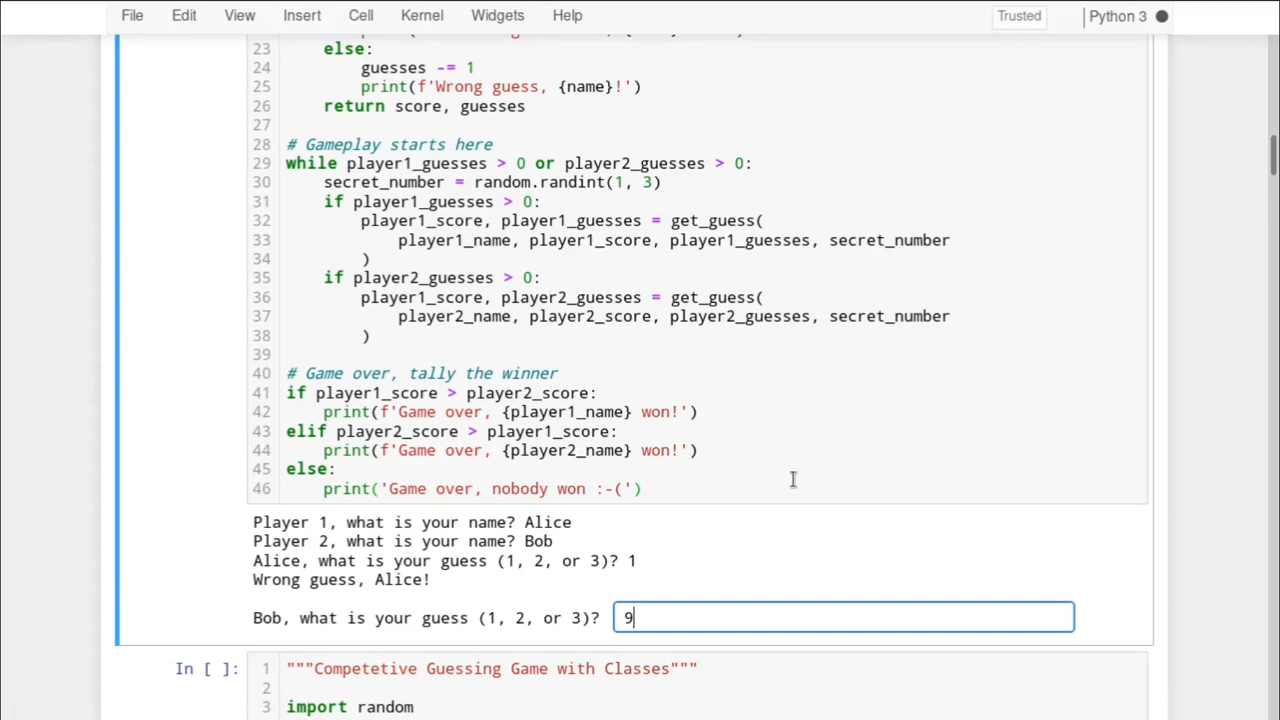 File Edit View Insert Cell Kernel Widgets Help Trusted Python 3
23 else:
24 guesses -= 1
25 print(f'Wrong guess, {name}!')
26 return score, guesses
27
28 # Gameplay starts here
29 while player1_guesses > 0 or player2_guesses > 0:
30 secret_number = random.randint(1, 3)
31 if player1_guesses > 0:
32 player1_score, player1_guesses = get_guess(
33 player1_name, player1_score, player1_guesses, secret_number
34 )
35 if player2_guesses > 0:
36 player1_score, player2_guesses = get_guess(
37 player2_name, player2_score, player2_guesses, secret_number
38 )
39
40 # Game over, tally the winner
41 if player1_score > player2_score:
42 print(f'Game over, {player1_name} won!')
43 elif player2_score > player1_score:
44 print(f'Game over, {player2_name} won!')
45 else:
46 print('Game over, nobody won :-(')
Player 1, what is your name? Alice
Player 2, what is your name? Bob
Alice, what is your guess (1, 2, or 3)? 1
Wrong guess, Alice!
Bob, what is your guess (1, 2, or 3)? 9
In [ ]: 1 """Competetive Guessing Game with Classes"""
2
3 import random